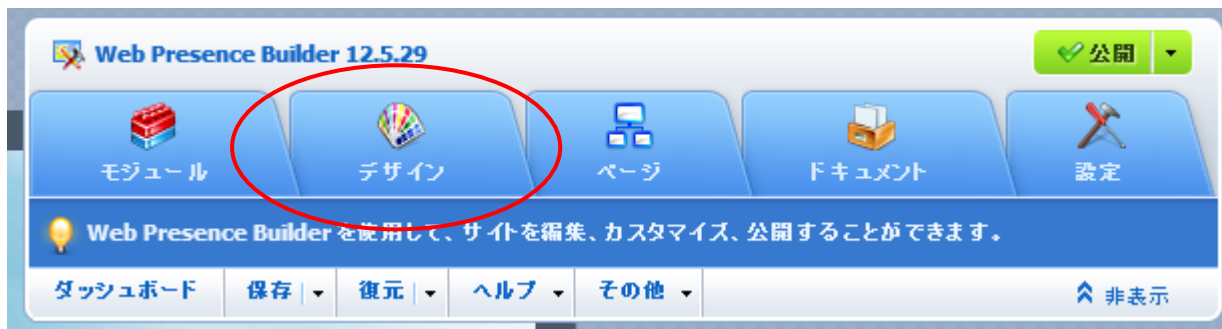 Web Presence Builder 12.5.29
公開
モジュール デザイン ページ ドキュメント 設定
Web Presence Builder を使用して、サイトを編集、カスタマイズ、公開することができます。
ダッシュボード 保存 復元 ヘルプ その他 非表示